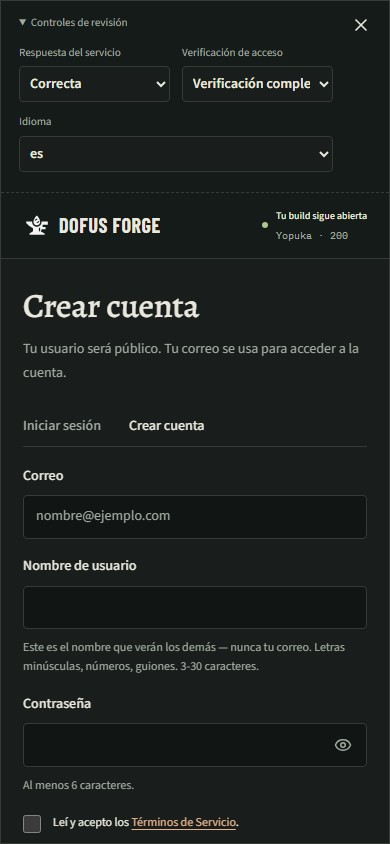 ▼ Controles de revisión
Respuesta del servicio
Verificación de acceso
Correcta
Verificación comple
Idioma
es
DOFUS FORGE
Tu build sigue abierta
Yopuka · 200
Crear cuenta
Tu usuario será público. Tu correo se usa para acceder a la
cuenta.
Iniciar sesión
Crear cuenta
Correo
nombre@ejemplo.com
Nombre de usuario
Este es el nombre que verán los demás — nunca tu correo. Letras
minúsculas, números, guiones. 3-30 caracteres.
Contraseña
Al menos 6 caracteres.
Leí y acepto los Términos de Servicio.